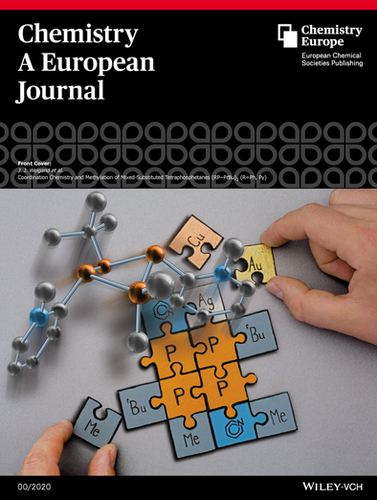 Chemistry
A European
Journal
Chemistry
Europe
European Chemical
Societies Publishing
Front Cover:
J. J. Weigand et al.
Coordination Chemistry and Methylation of Mixed-Substituted Tetraphosphetanes (RP–PtBu)₂ (R=Ph, Py)
Cu
Au
N
Ag
P
P
ᵗBu
P
P
ᵗBu
Me
Me
N
Me
00/2020
WILEY-VCH